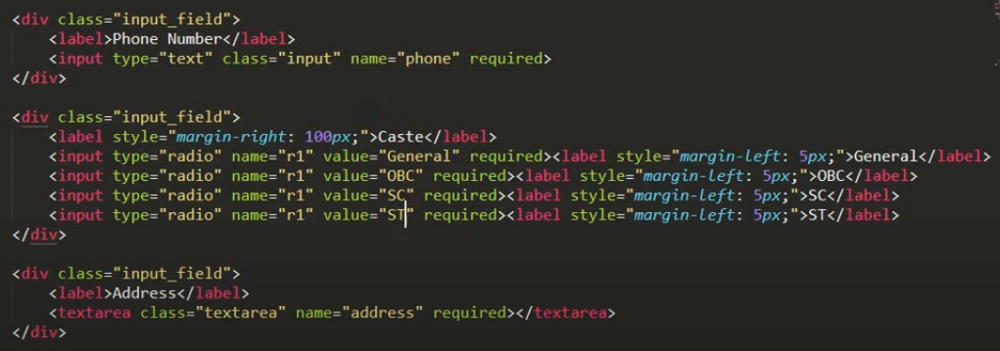 <div class="input_field">
    <label>Phone Number</label>
    <input type="text" class="input" name="phone" required>
</div>

<div class="input_field">
    <label style="margin-right: 100px;">Caste</label>
    <input type="radio" name="r1" value="General" required><label style="margin-left: 5px;">General</label>
    <input type="radio" name="r1" value="OBC" required><label style="margin-left: 5px;">OBC</label>
    <input type="radio" name="r1" value="SC" required><label style="margin-left: 5px;">SC</label>
    <input type="radio" name="r1" value="ST" required><label style="margin-left: 5px;">ST</label>
</div>

<div class="input_field">
    <label>Address</label>
    <textarea class="textarea" name="address" required></textarea>
</div>